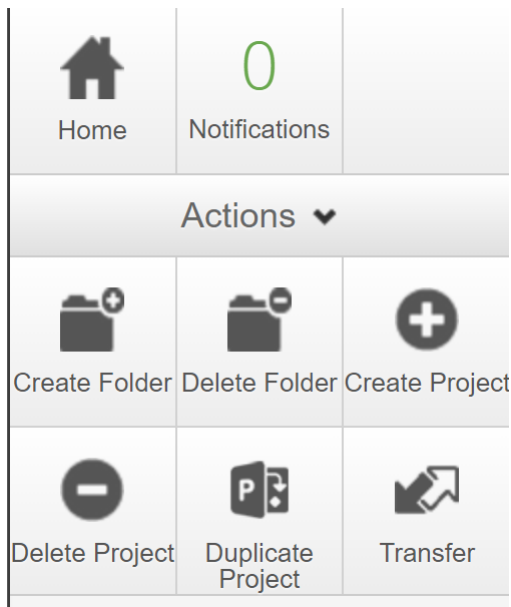 0
Home
Notifications
Actions
Create Folder
Delete Folder
Create Project
P
Delete Project
Duplicate
Project
Transfer